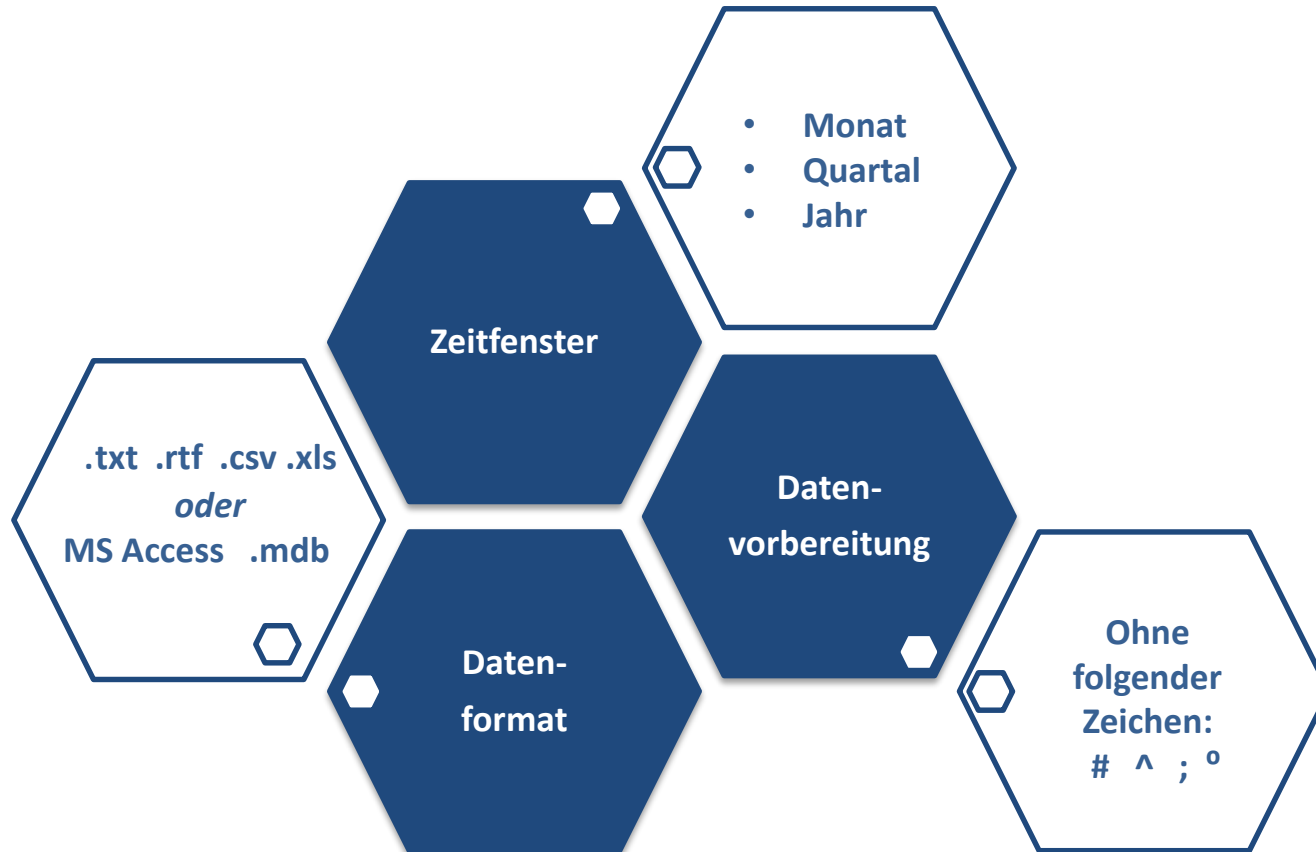 • Monat
• Quartal
• Jahr
Zeitfenster
.txt .rtf .csv .xls
oder
MS Access .mdb
Daten-
vorbereitung
Daten-
format
Ohne
folgender
Zeichen:
# ^ ; º